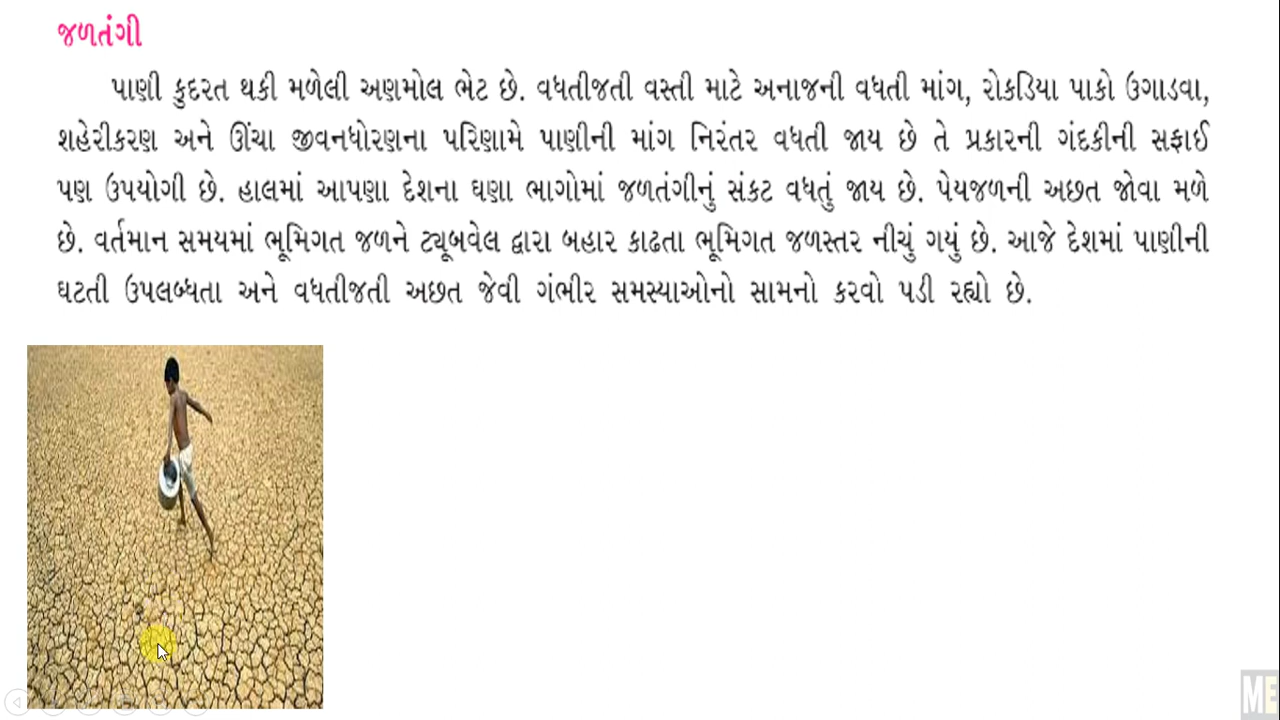 જળતંગી
પાણી કુદરત થકી મળેલી અણમોલ ભેટ છે. વધતીજતી વસ્તી માટે અનાજની વધતી માંગ, રોકડિયા પાકો ઉગાડવા,
શહેરીકરણ અને ઊંચા જીવનધોરણના પરિણામે પાણીની માંગ નિરંતર વધતી જાય છે તે પ્રકારની ગંદકીની સફાઈ
પણ ઉપયોગી છે. હાલમાં આપણા દેશના ઘણા ભાગોમાં જળતંગીનું સંકટ વધતું જાય છે. પેયજળની અછત જોવા મળે
છે. વર્તમાન સમયમાં ભૂમિગત જળને ટ્યૂબવેલ દ્વારા બહાર કાઢતા ભૂમિગત જળસ્તર નીચું ગયું છે. આજે દેશમાં પાણીની
ઘટતી ઉપલબ્ધતા અને વધતીજતી અછત જેવી ગંભીર સમસ્યાઓનો સામનો કરવો પડી રહ્યો છે.
ME